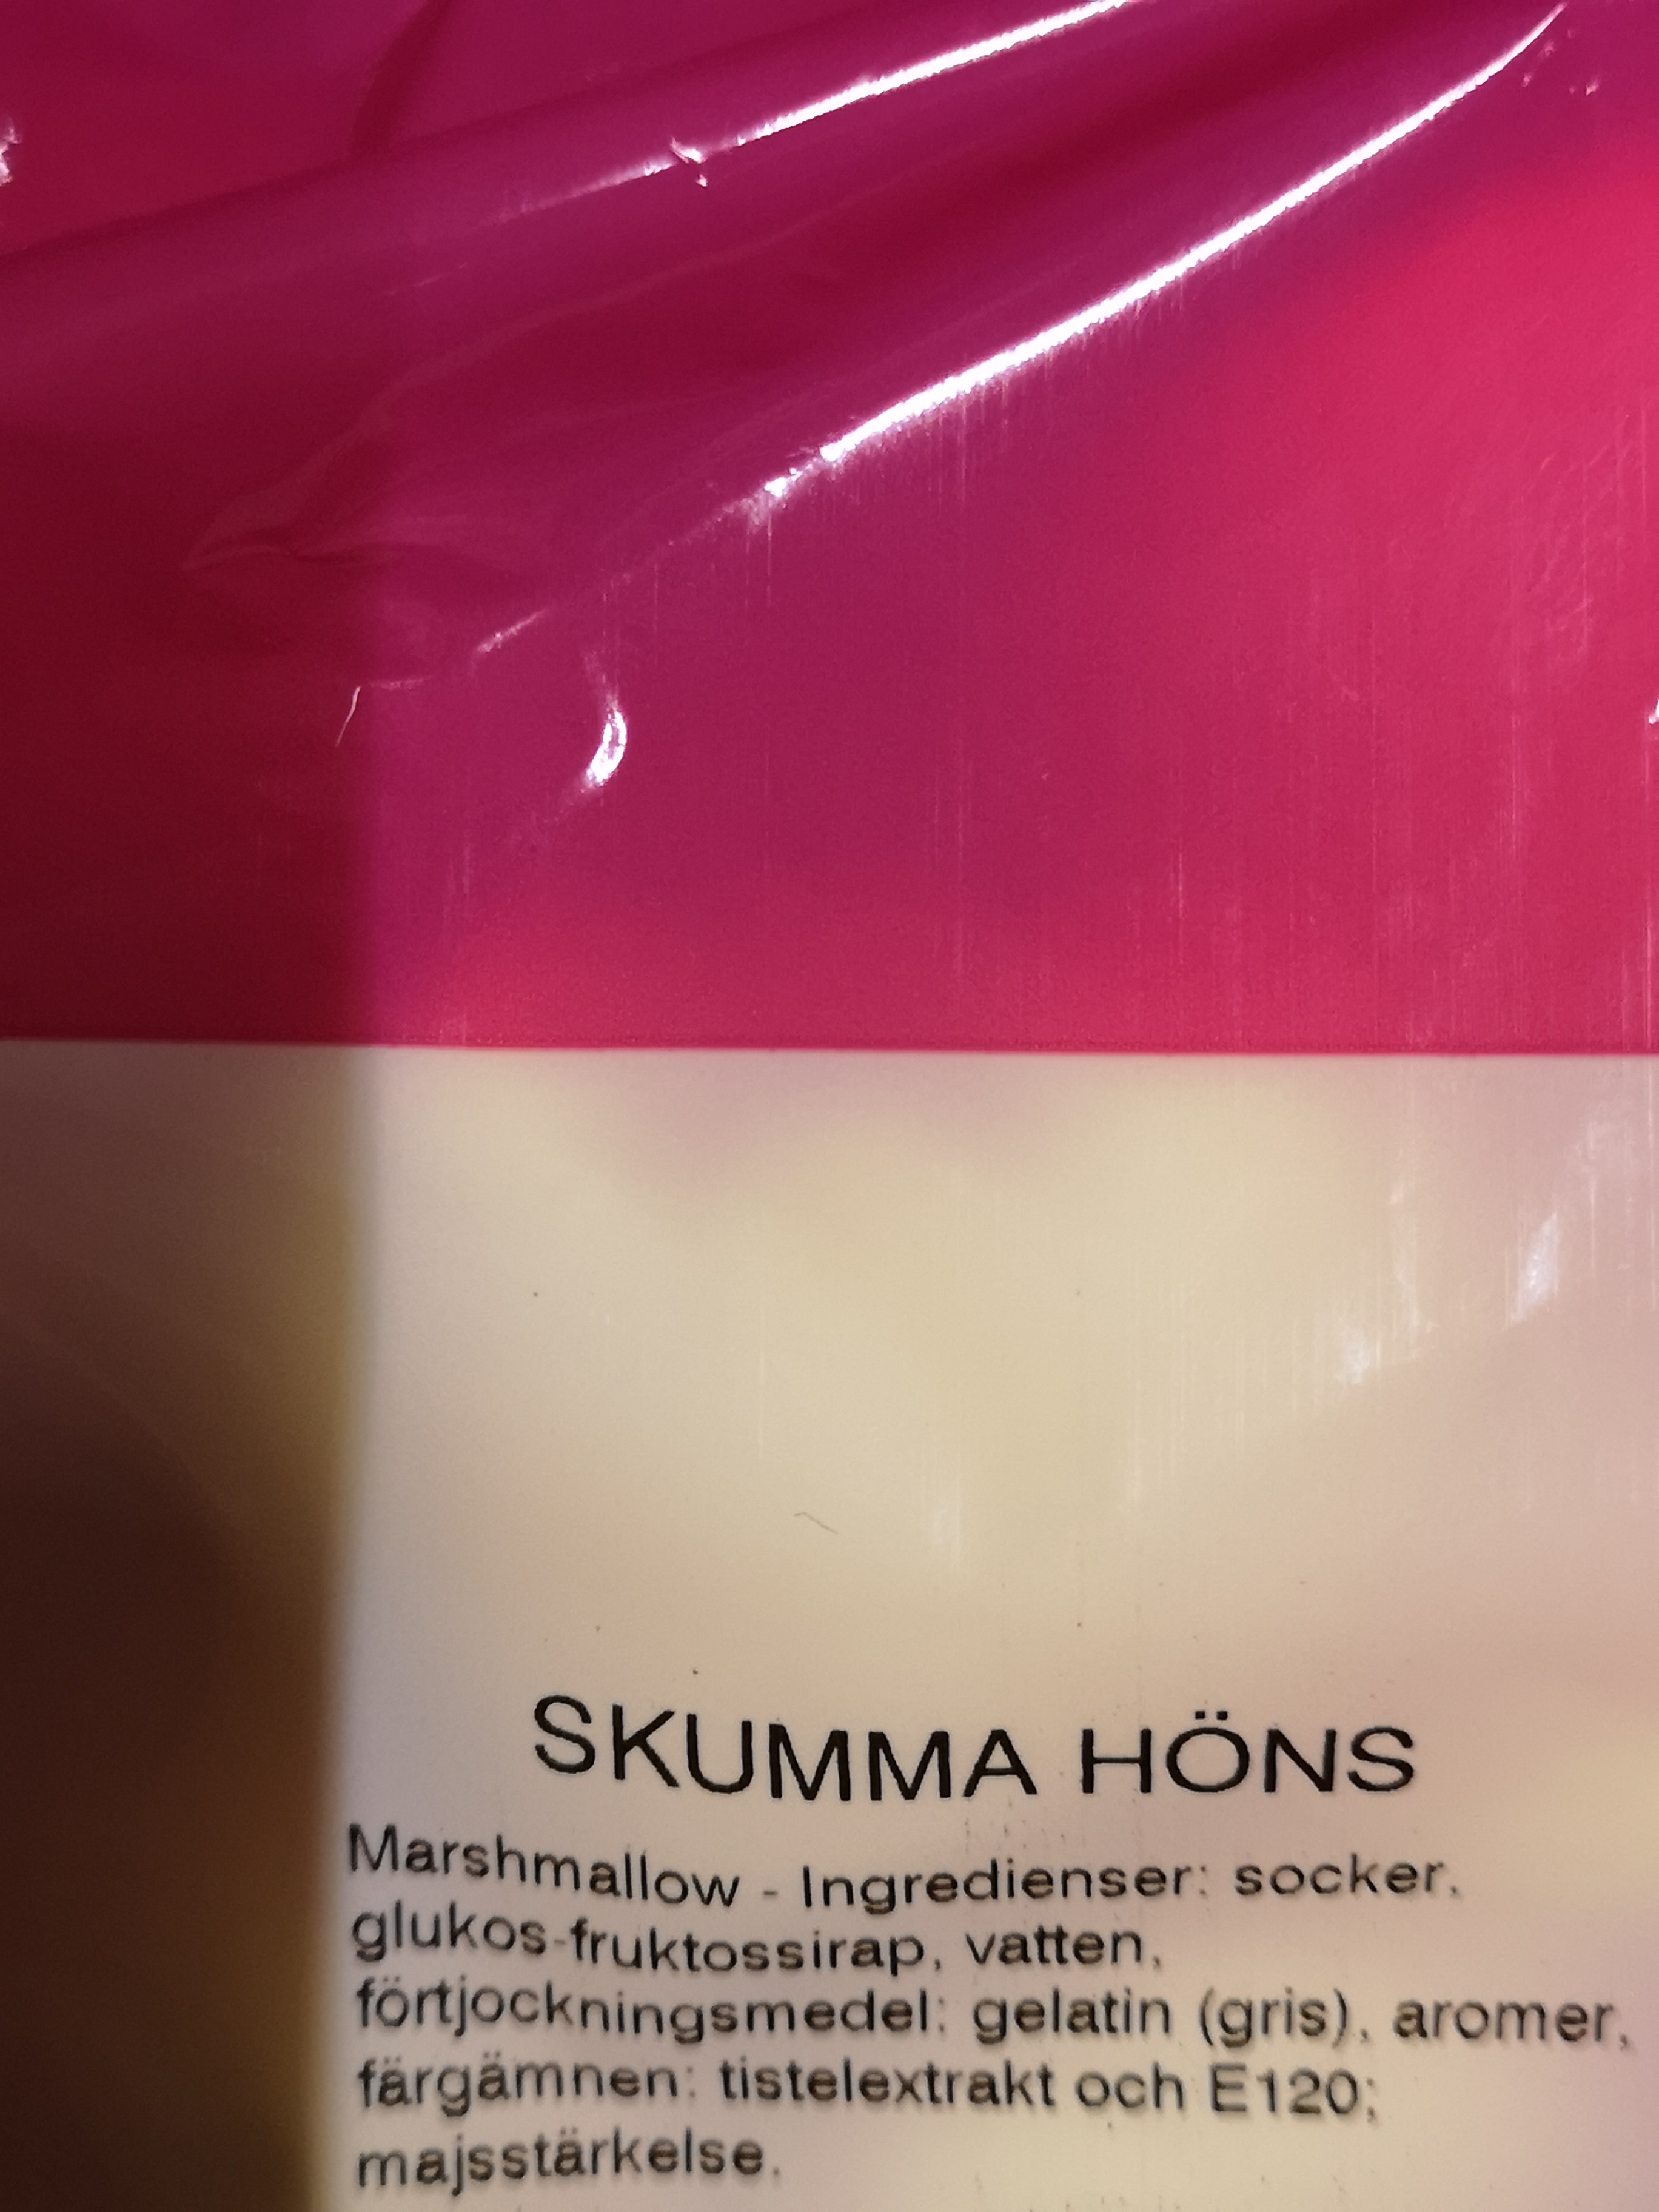 SKUMMA HÖNS
Marshmallow - Ingredienser: socker,
glukos-fruktossirap, vatten,
förtjockningsmedel: gelatin (gris), aromer,
färgämnen: tistelextrakt och E120;
majsstärkelse.